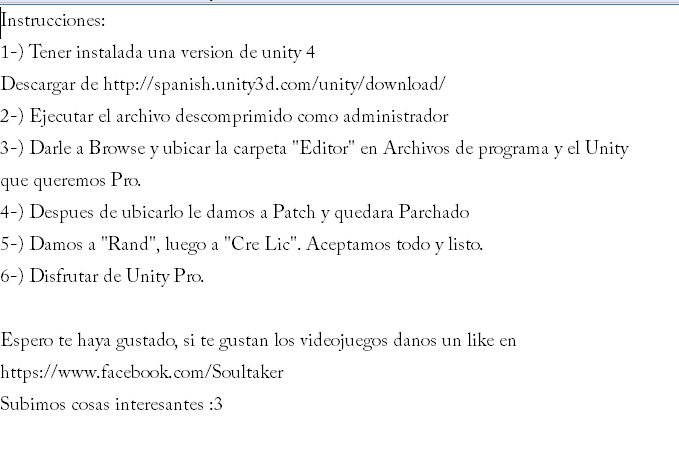 Instrucciones:
1-) Tener instalada una version de unity 4
Descargar de http://spanish.unity3d.com/unity/download/
2-) Ejecutar el archivo descomprimido como administrador
3-) Darle a Browse y ubicar la carpeta "Editor" en Archivos de programa y el Unity
que queremos Pro.
4-) Despues de ubicarlo le damos a Patch y quedara Parchado
5-) Damos a "Rand", luego a "Cre Lic". Aceptamos todo y listo.
6-) Disfrutar de Unity Pro.
Espero te haya gustado, si te gustan los videojuegos danos un like en
https://www.facebook.com/Soultaker
Subimos cosas interesantes :3